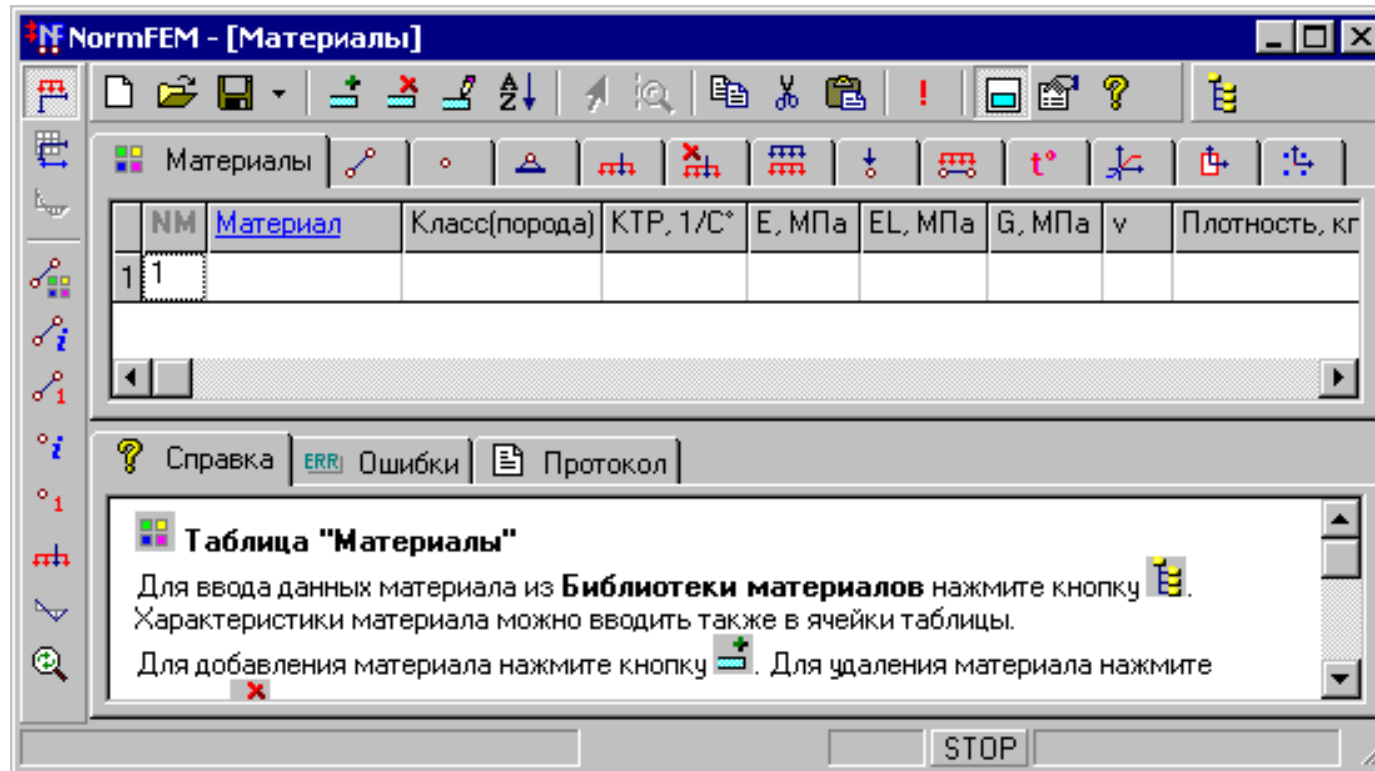 NormFEM - [Материалы]
Материалы
t°
NM Материал Класс(порода) КТР, 1/С° E, МПа EL, МПа G, МПа v Плотность, кг
1 1
Справка ERR Ошибки Протокол
Таблица "Материалы"
Для ввода данных материала из Библиотеки материалов нажмите кнопку .
Характеристики материала можно вводить также в ячейки таблицы.
Для добавления материала нажмите кнопку . Для удаления материала нажмите
STOP